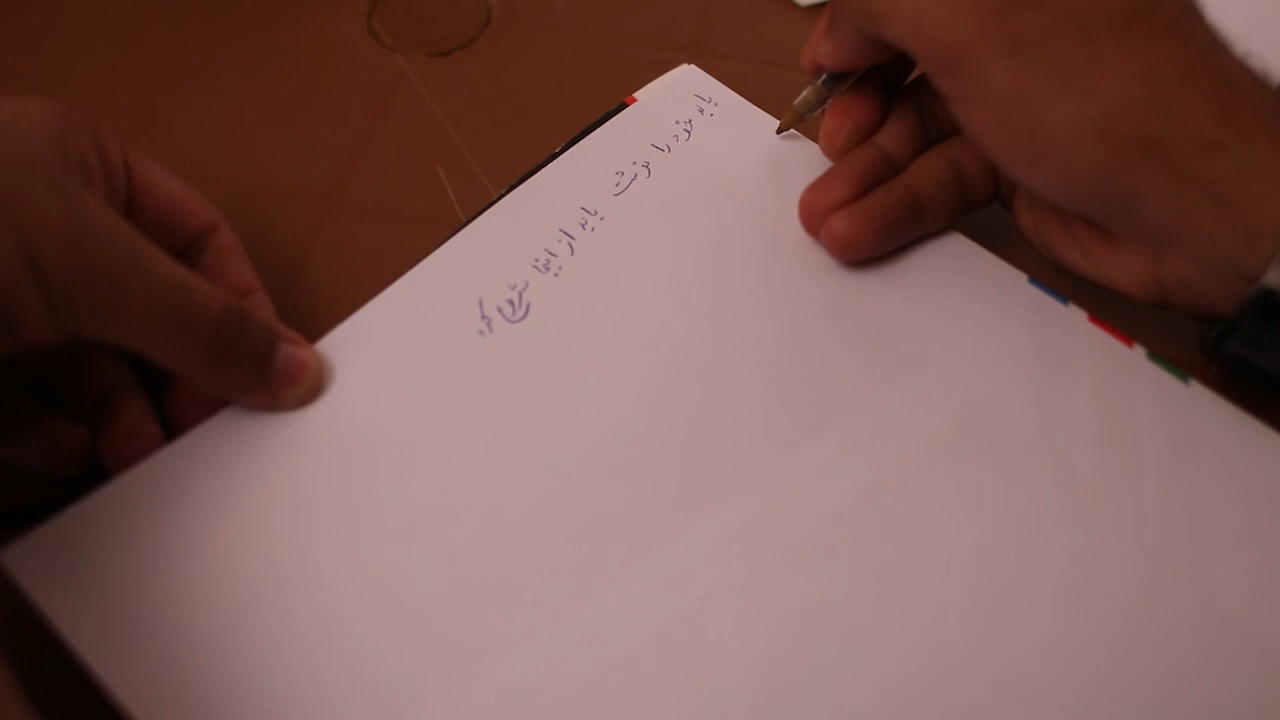 باید خود را نوشت باید از اینجا شروع کرد